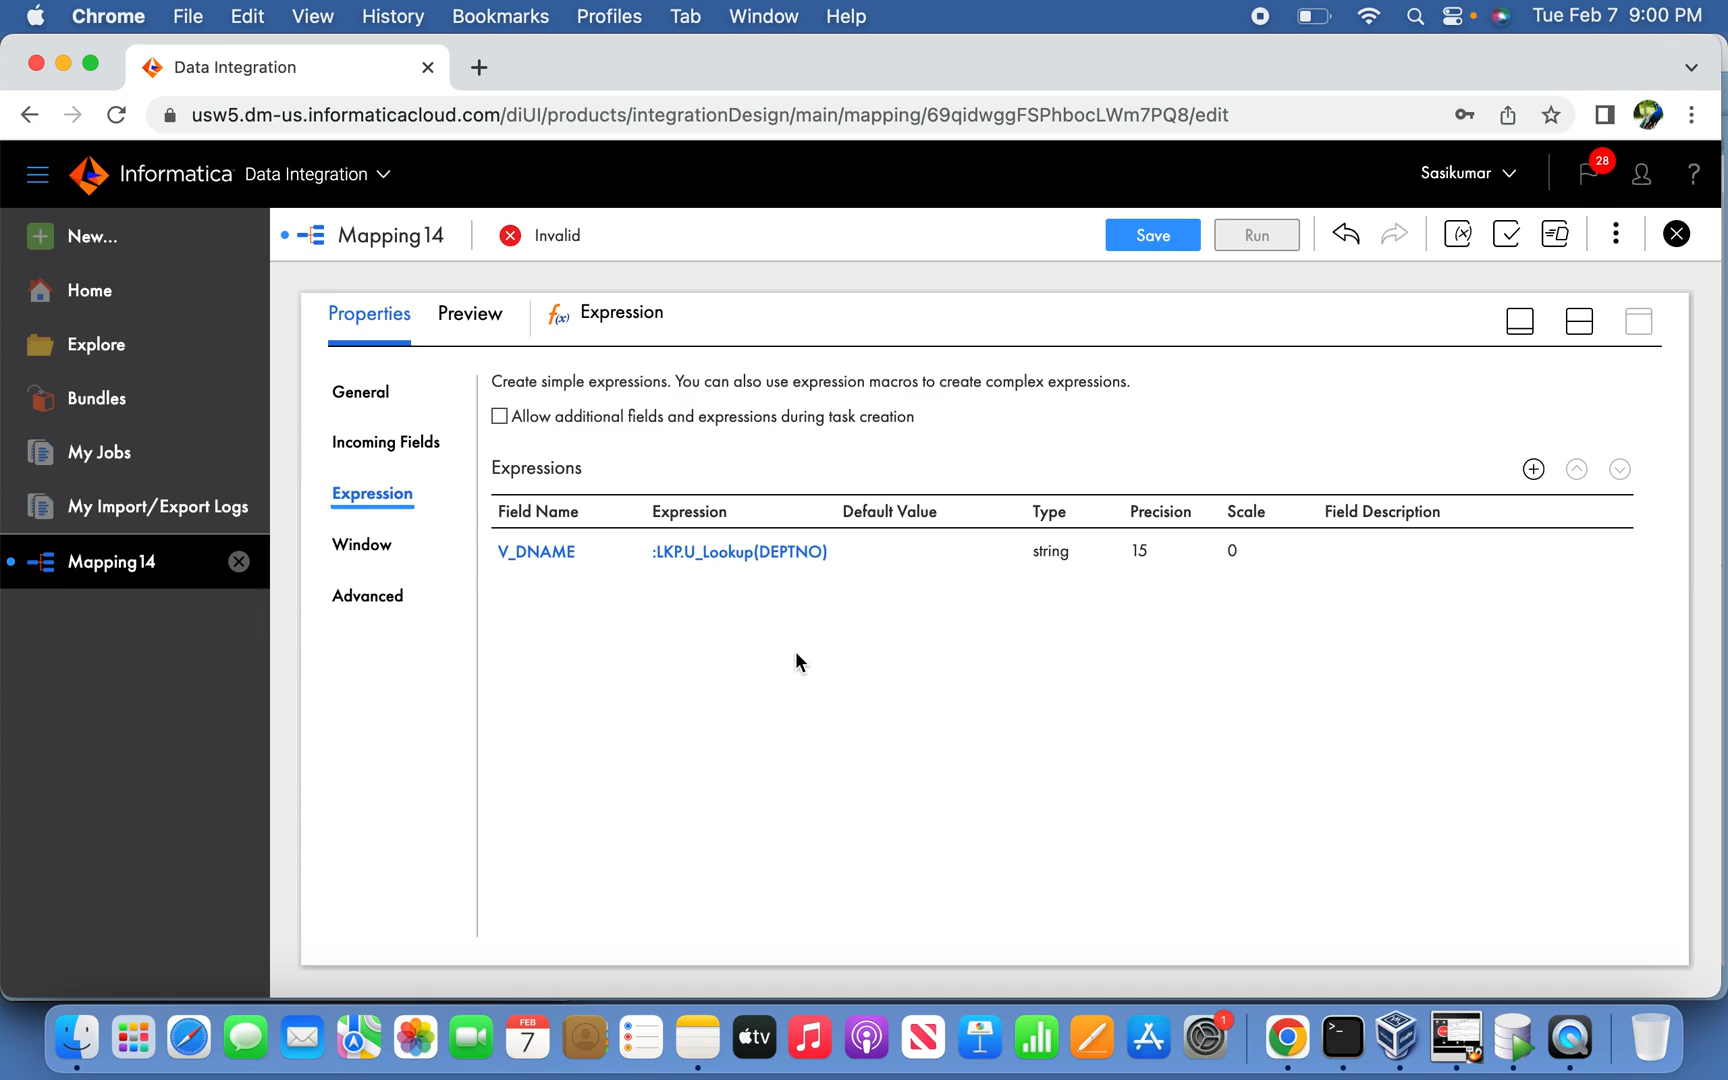 Chrome File Edit View History Bookmarks Profiles Tab Window Help Tue Feb 7 9:00 PM
Data Integration
usw5.dm-us.informaticacloud.com/diUI/products/integrationDesign/main/mapping/69qidwggFSPhbocLWm7PQ8/edit
Informatica Data Integration Sasikumar 28 ?
New...
Home
Explore
Bundles
My Jobs
My Import/Export Logs
Mapping14
Mapping14 Invalid Save Run
Properties Preview f(x) Expression
General
Incoming Fields
Expression
Window
Advanced
Create simple expressions. You can also use expression macros to create complex expressions.
Allow additional fields and expressions during task creation
Expressions
Field Name Expression Default Value Type Precision Scale Field Description
V_DNAME :LKP.U_Lookup(DEPTNO) string 15 0
FEB
7
tv
1